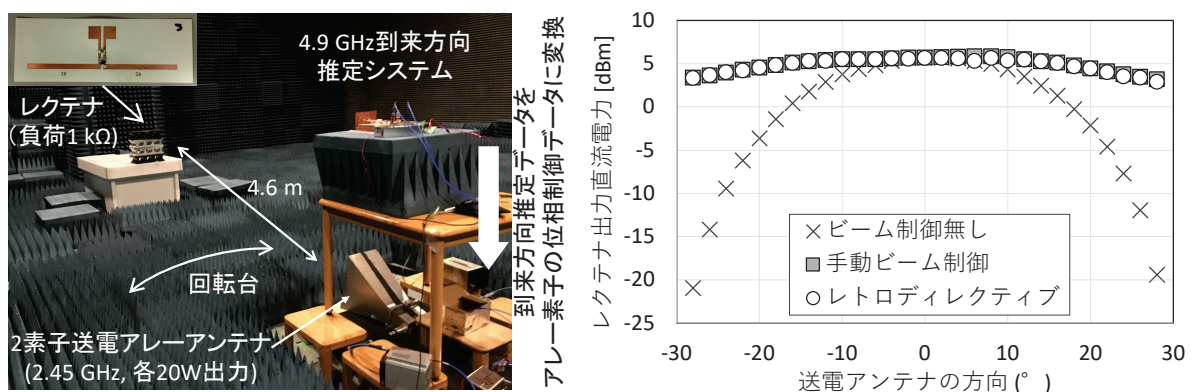 4.9 GHz到来方向
推定システム
レクテナ
（負荷1 kΩ）
4.6 m
回転台
2素子送電アレーアンテナ
(2.45 GHz, 各20W出力)
到来方向推定データを
アレー素子の位相制御データに変換
レクテナ出力直流電力 [dBm]
10
5
0
-5
-10
-15
-20
-25
ビーム制御無し
手動ビーム制御
レトロディレクティブ
-30 -20 -10 0 10 20 30
送電アンテナの方向 (°)